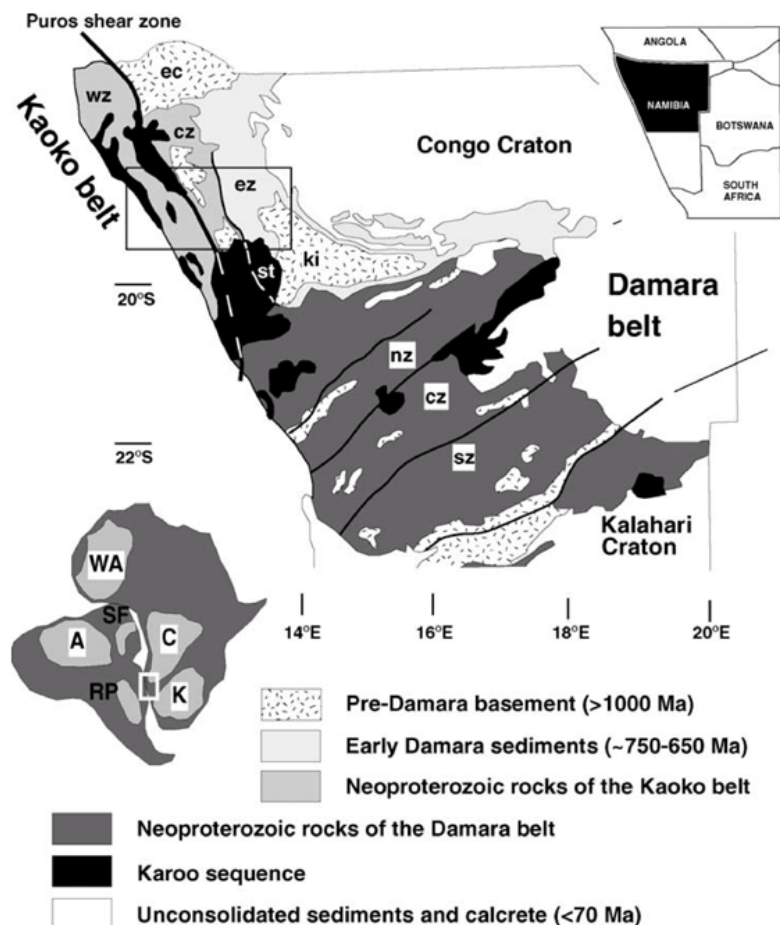 Puros shear zone
ec
wz
Kaoko belt
cz
ez
Congo Craton
ANGOLA
NAMIBIA
BOTSWANA
SOUTH
AFRICA
st
ki
20°S
Damara
belt
nz
cz
sz
22°S
Kalahari
Craton
WA
SF
A
C
RP
K
14°E
16°E
18°E
20°E
Pre-Damara basement (>1000 Ma)
Early Damara sediments (~750-650 Ma)
Neoproterozoic rocks of the Kaoko belt
Neoproterozoic rocks of the Damara belt
Karoo sequence
Unconsolidated sediments and calcrete (<70 Ma)